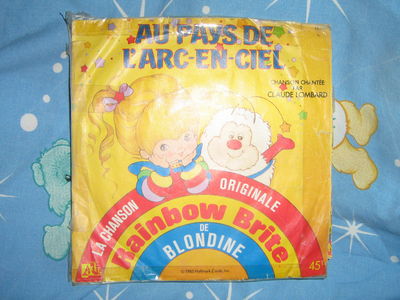 AU PAYS DE
L'ARC-EN-CIEL
CHANSON CHANTÉE
PAR
CLAUDE LOMBARD
LA CHANSON ORIGINALE
Rainbow Brite
DE
BLONDINE
45